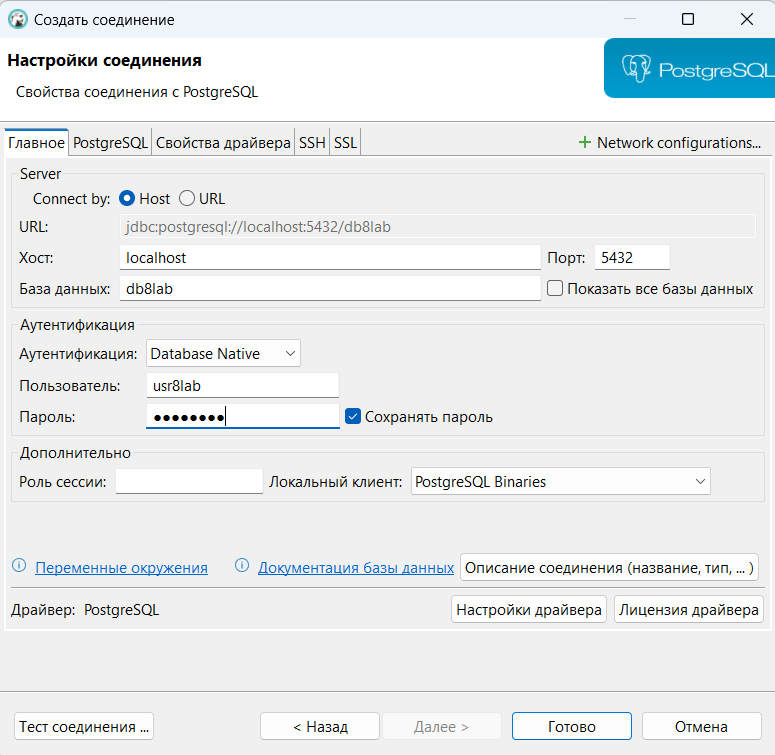 Создать соединение
Настройки соединения
Свойства соединения с PostgreSQL
PostgreSQL
Главное PostgreSQL Свойства драйвера SSH SSL + Network configurations...
Server
Connect by: Host URL
URL: jdbc:postgresql://localhost:5432/db8lab
Хост: localhost Порт: 5432
База данных: db8lab Показать все базы данных
Аутентификация
Аутентификация: Database Native
Пользователь: usr8lab
Пароль: ●●●●●●●● Сохранять пароль
Дополнительно
Роль сессии: Локальный клиент: PostgreSQL Binaries
Переменные окружения Документация базы данных Описание соединения (название, тип, ... )
Драйвер: PostgreSQL Настройки драйвера Лицензия драйвера
Тест соединения ... < Назад Далее > Готово Отмена